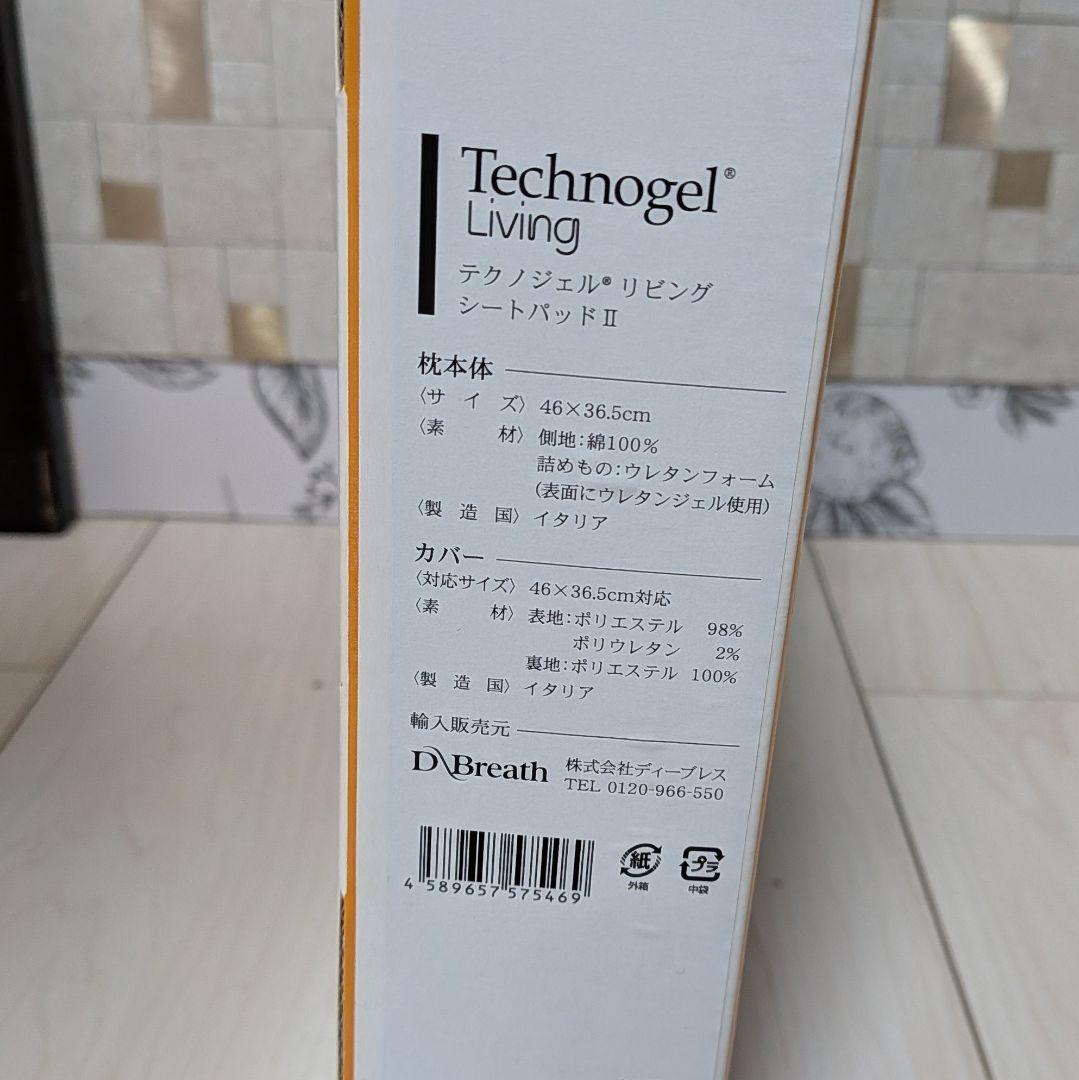 Technogel®
Living
テクノジェル® リビング
シートパッドⅡ
枕本体
〈サイズ〉 46×36.5cm
〈素材〉 側地:綿100%
詰めもの:ウレタンフォーム
(表面にウレタンジェル使用)
〈製造国〉 イタリア
カバー
〈対応サイズ〉 46×36.5cm対応
〈素材〉 表地:ポリエステル 98%
ポリウレタン 2%
裏地:ポリエステル 100%
〈製造国〉 イタリア
輸入販売元
D\Breath 株式会社ディーブレス
TEL 0120-966-550
4 589657 575469
紙 プラ
外箱 中袋